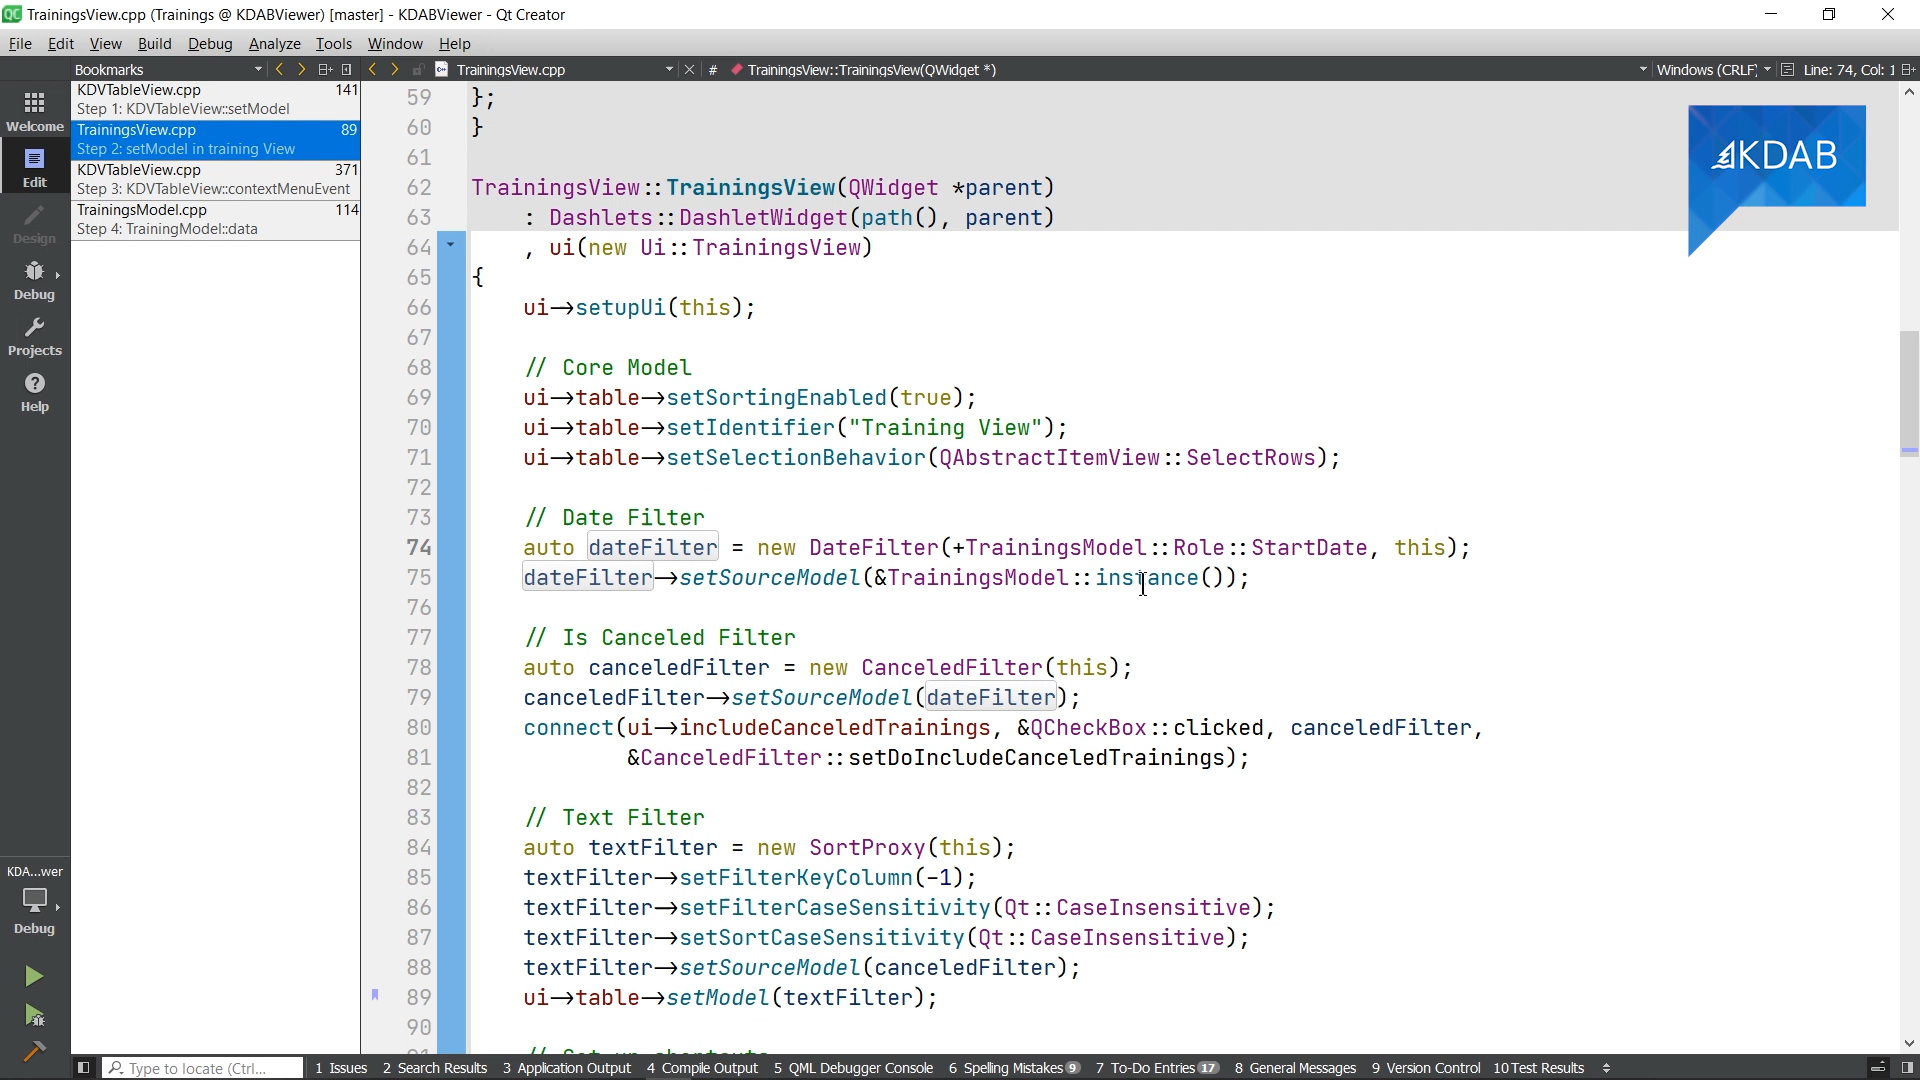 TrainingsView.cpp (Trainings @ KDABViewer) [master] - KDABViewer - Qt Creator
File Edit View Build Debug Analyze Tools Window Help
Bookmarks
TrainingsView.cpp
# TrainingsView::TrainingsView(QWidget *)
Windows (CRLF)
Line: 74, Col: 1
Welcome
Edit
Design
Debug
Projects
Help
KDA...wer
Debug
KDVTableView.cpp 141
Step 1: KDVTableView::setModel
TrainingsView.cpp 89
Step 2: setModel in training View
KDVTableView.cpp 371
Step 3: KDVTableView::contextMenuEvent
TrainingsModel.cpp 114
Step 4: TrainingModel::data
KDAB
59 };
60 }
61
62 TrainingsView::TrainingsView(QWidget *parent)
63 : Dashlets::DashletWidget(path(), parent)
64 , ui(new Ui::TrainingsView)
65 {
66 ui->setupUi(this);
67
68 // Core Model
69 ui->table->setSortingEnabled(true);
70 ui->table->setIdentifier("Training View");
71 ui->table->setSelectionBehavior(QAbstractItemView::SelectRows);
72
73 // Date Filter
74 auto dateFilter = new DateFilter(+TrainingsModel::Role::StartDate, this);
75 dateFilter->setSourceModel(&TrainingsModel::instance());
76
77 // Is Canceled Filter
78 auto canceledFilter = new CanceledFilter(this);
79 canceledFilter->setSourceModel(dateFilter);
80 connect(ui->includeCanceledTrainings, &QCheckBox::clicked, canceledFilter,
81 &CanceledFilter::setDoIncludeCanceledTrainings);
82
83 // Text Filter
84 auto textFilter = new SortProxy(this);
85 textFilter->setFilterKeyColumn(-1);
86 textFilter->setFilterCaseSensitivity(Qt::CaseInsensitive);
87 textFilter->setSortCaseSensitivity(Qt::CaseInsensitive);
88 textFilter->setSourceModel(canceledFilter);
89 ui->table->setModel(textFilter);
90
Type to locate (Ctrl...
1 Issues 2 Search Results 3 Application Output 4 Compile Output 5 QML Debugger Console 6 Spelling Mistakes 9 7 To-Do Entries 17 8 General Messages 9 Version Control 10 Test Results